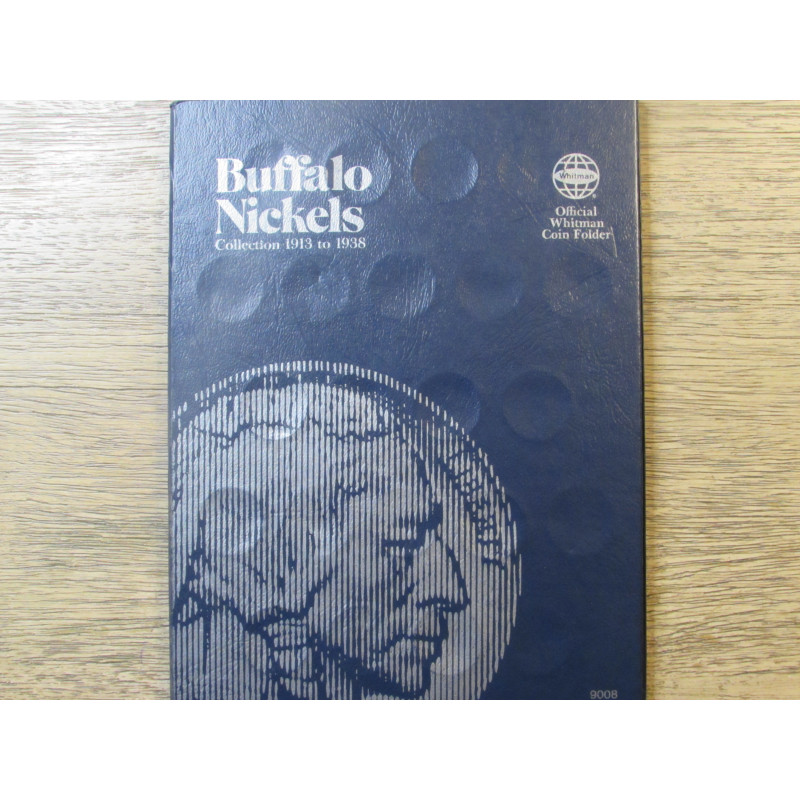 Buffalo
Nickels
Collection 1913 to 1938
Whitman
Official
Whitman
Coin Folder
9008